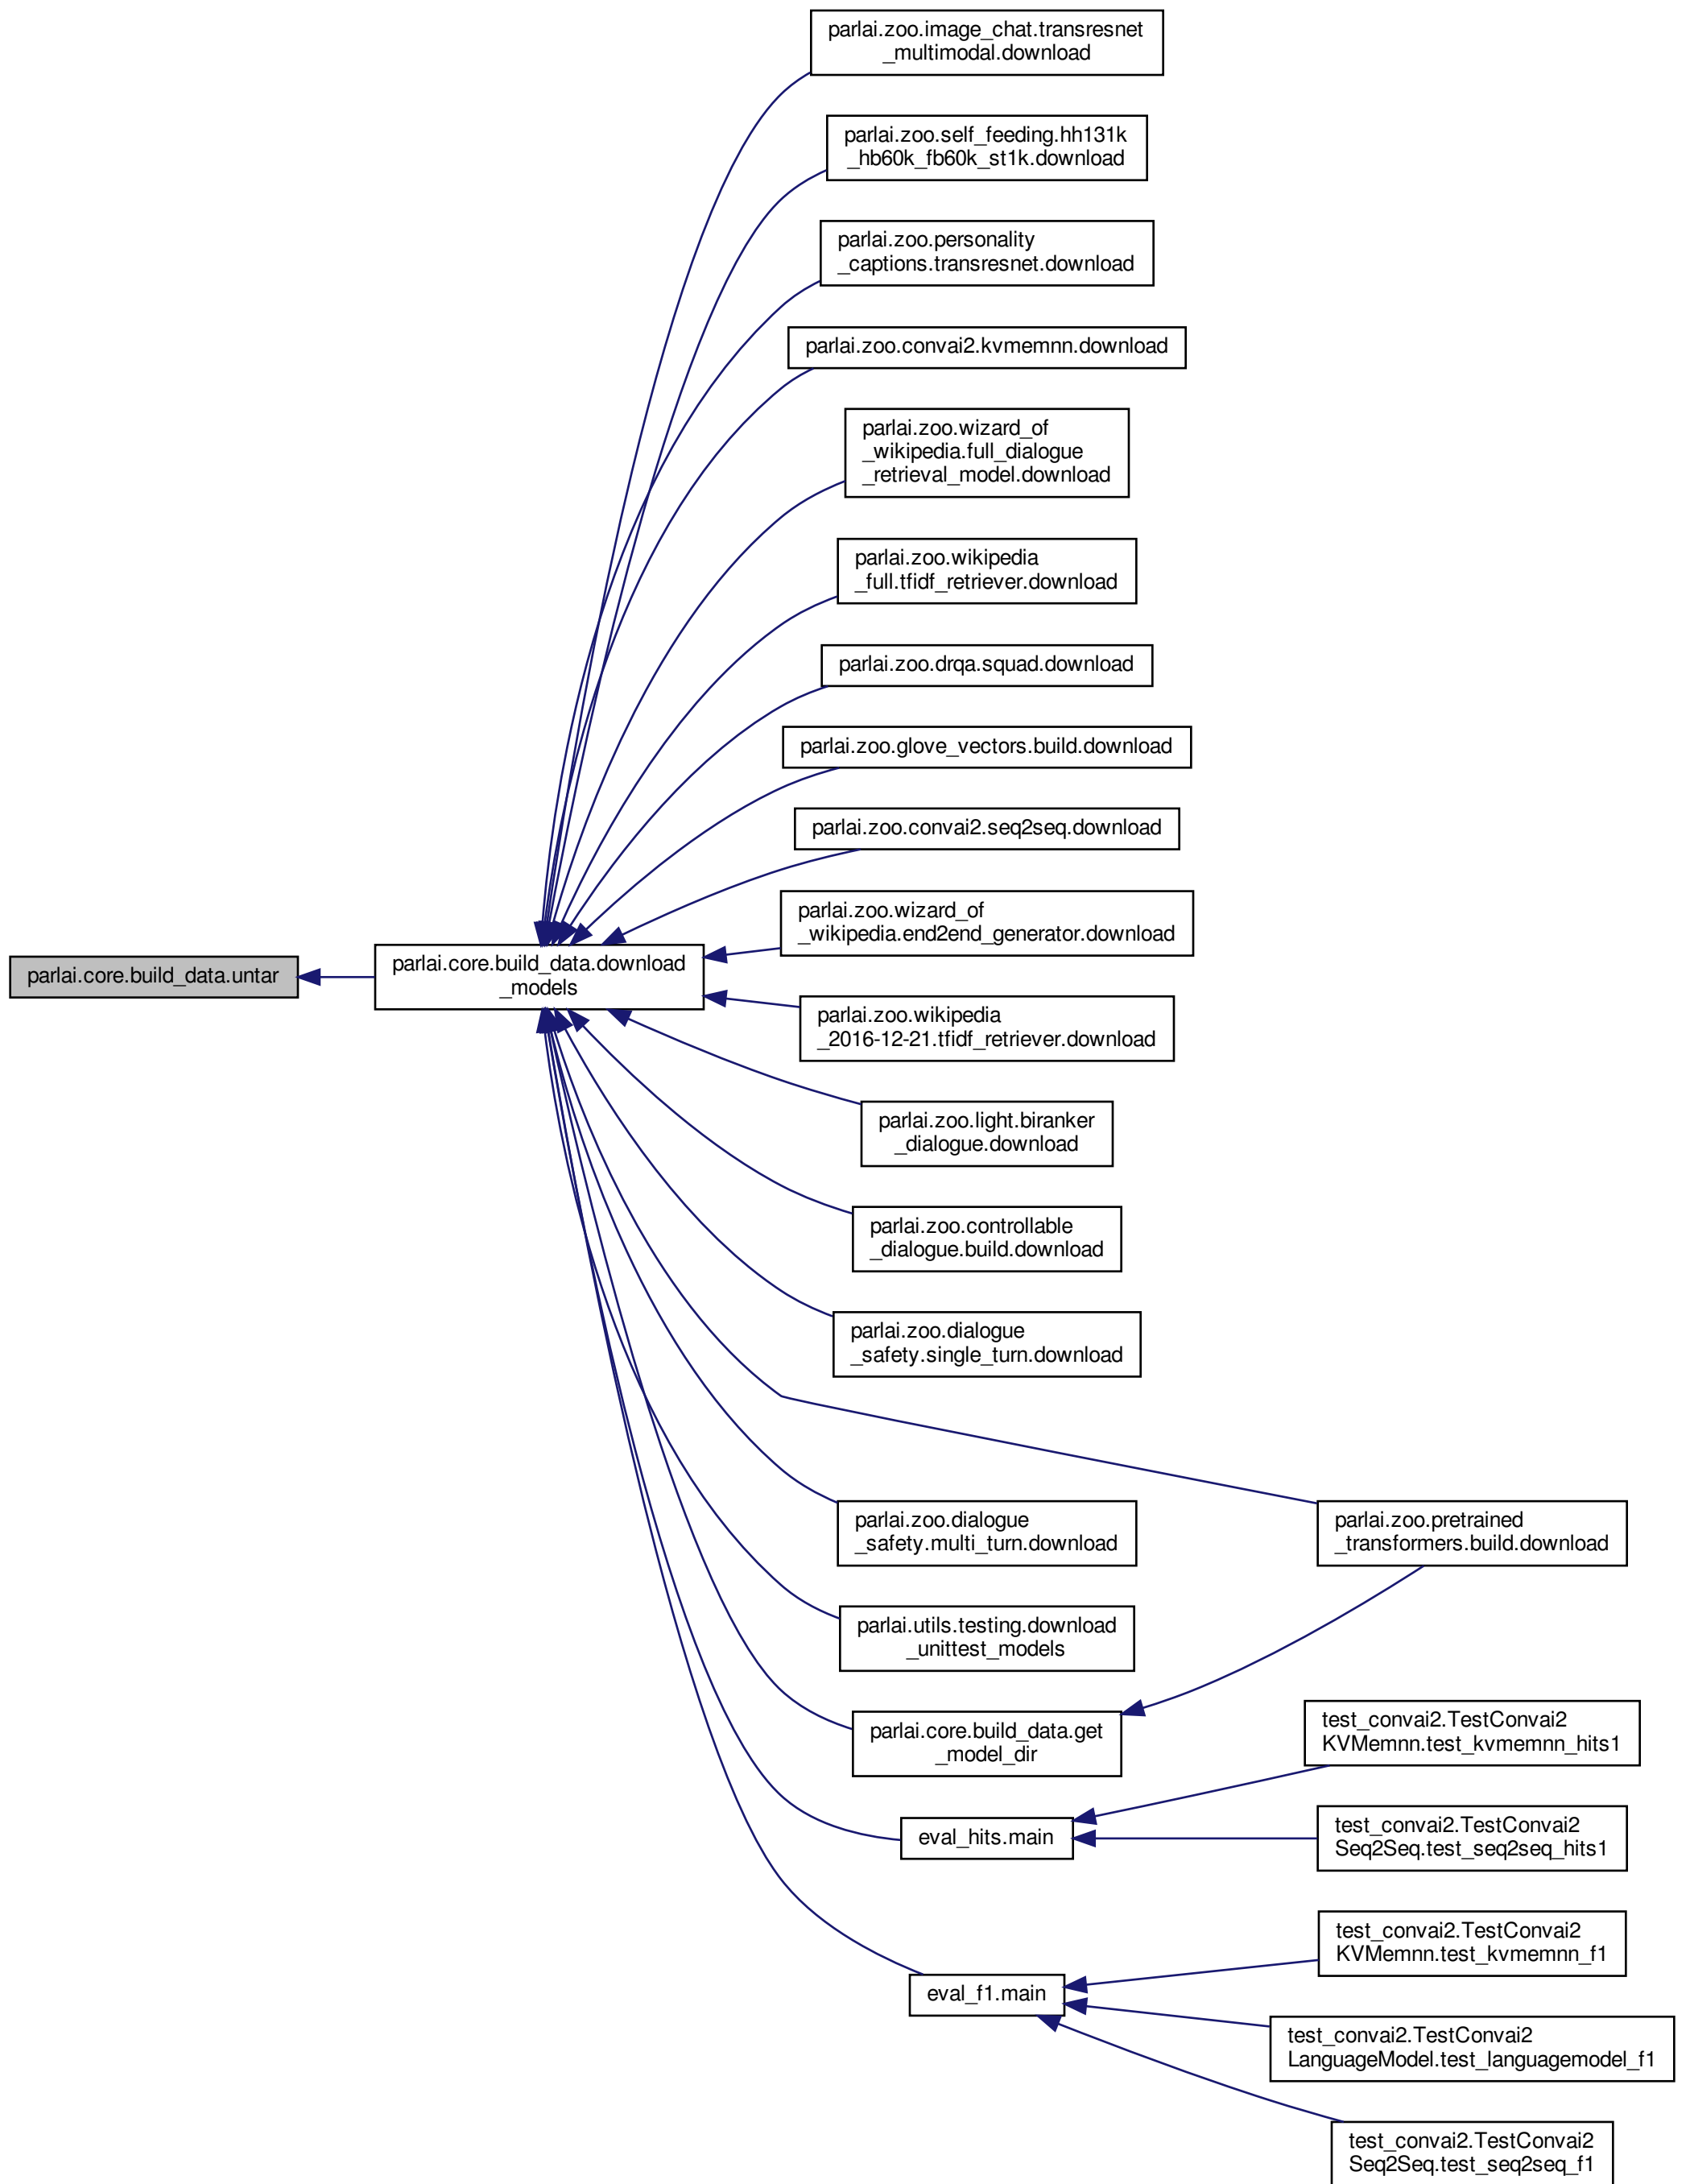 parlai.zoo.image_chat.transresnet
_multimodal.download
parlai.zoo.self_feeding.hh131k
_hb60k_fb60k_st1k.download
parlai.zoo.personality
_captions.transresnet.download
parlai.zoo.convai2.kvmemnn.download
parlai.zoo.wizard_of
_wikipedia.full_dialogue
_retrieval_model.download
parlai.zoo.wikipedia
_full.tfidf_retriever.download
parlai.zoo.drqa.squad.download
parlai.zoo.glove_vectors.build.download
parlai.zoo.convai2.seq2seq.download
parlai.zoo.wizard_of
_wikipedia.end2end_generator.download
parlai.core.build_data.untar
parlai.core.build_data.download
_models
parlai.zoo.wikipedia
_2016-12-21.tfidf_retriever.download
parlai.zoo.light.biranker
_dialogue.download
parlai.zoo.controllable
_dialogue.build.download
parlai.zoo.dialogue
_safety.single_turn.download
parlai.zoo.dialogue
_safety.multi_turn.download
parlai.zoo.pretrained
_transformers.build.download
parlai.utils.testing.download
_unittest_models
parlai.core.build_data.get
_model_dir
test_convai2.TestConvai2
KVMemnn.test_kvmemnn_hits1
eval_hits.main
test_convai2.TestConvai2
Seq2Seq.test_seq2seq_hits1
test_convai2.TestConvai2
KVMemnn.test_kvmemnn_f1
eval_f1.main
test_convai2.TestConvai2
LanguageModel.test_languagemodel_f1
test_convai2.TestConvai2
Seq2Seq.test_seq2seq_f1